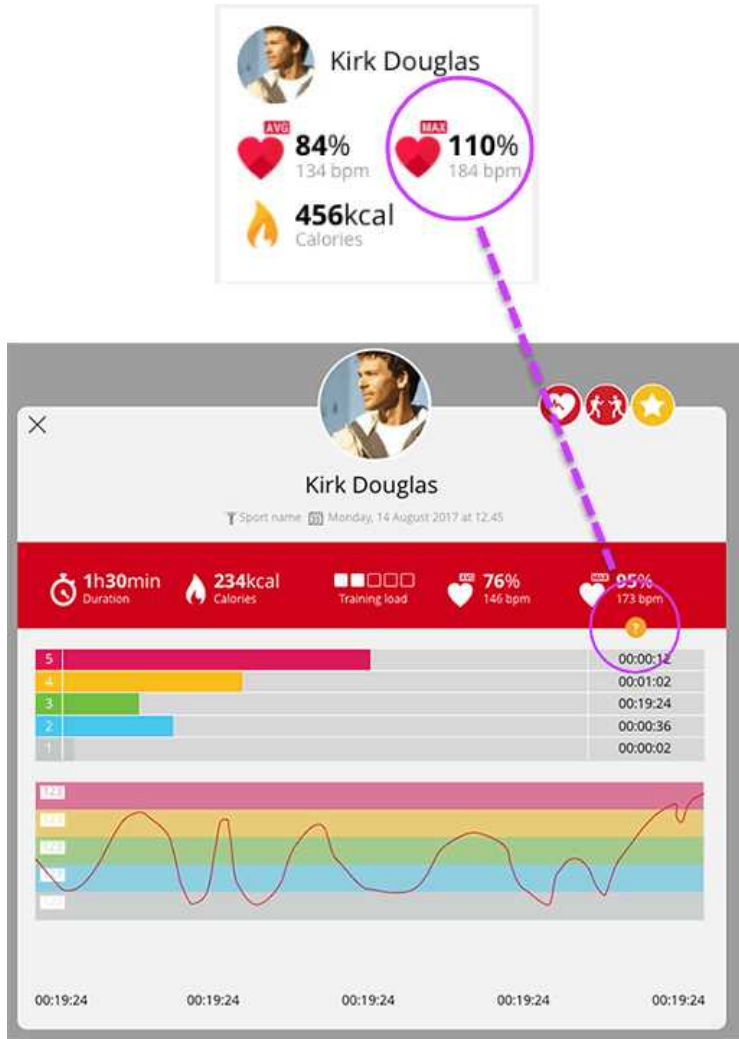 Kirk Douglas
AVG 84% MAX 110%
134 bpm 184 bpm
456kcal
Calories
Kirk Douglas
Sport name Monday, 14 August 2017 at 12.45
1h30min 234kcal AVG 76% MAX 95%
Duration Calories Training load 146 bpm 173 bpm
?
5 00:00:12
4 00:01:02
3 00:19:24
2 00:00:36
1 00:00:02
123
00:19:24 00:19:24 00:19:24 00:19:24 00:19:24